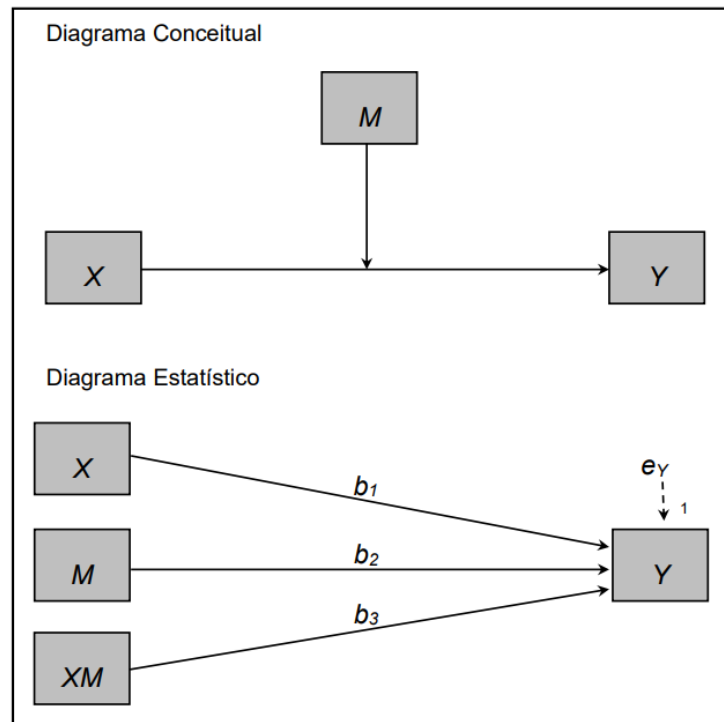 Diagrama Conceitual
M
X
Y
Diagrama Estatístico
X
b1
eY
1
M
b2
Y
b3
XM